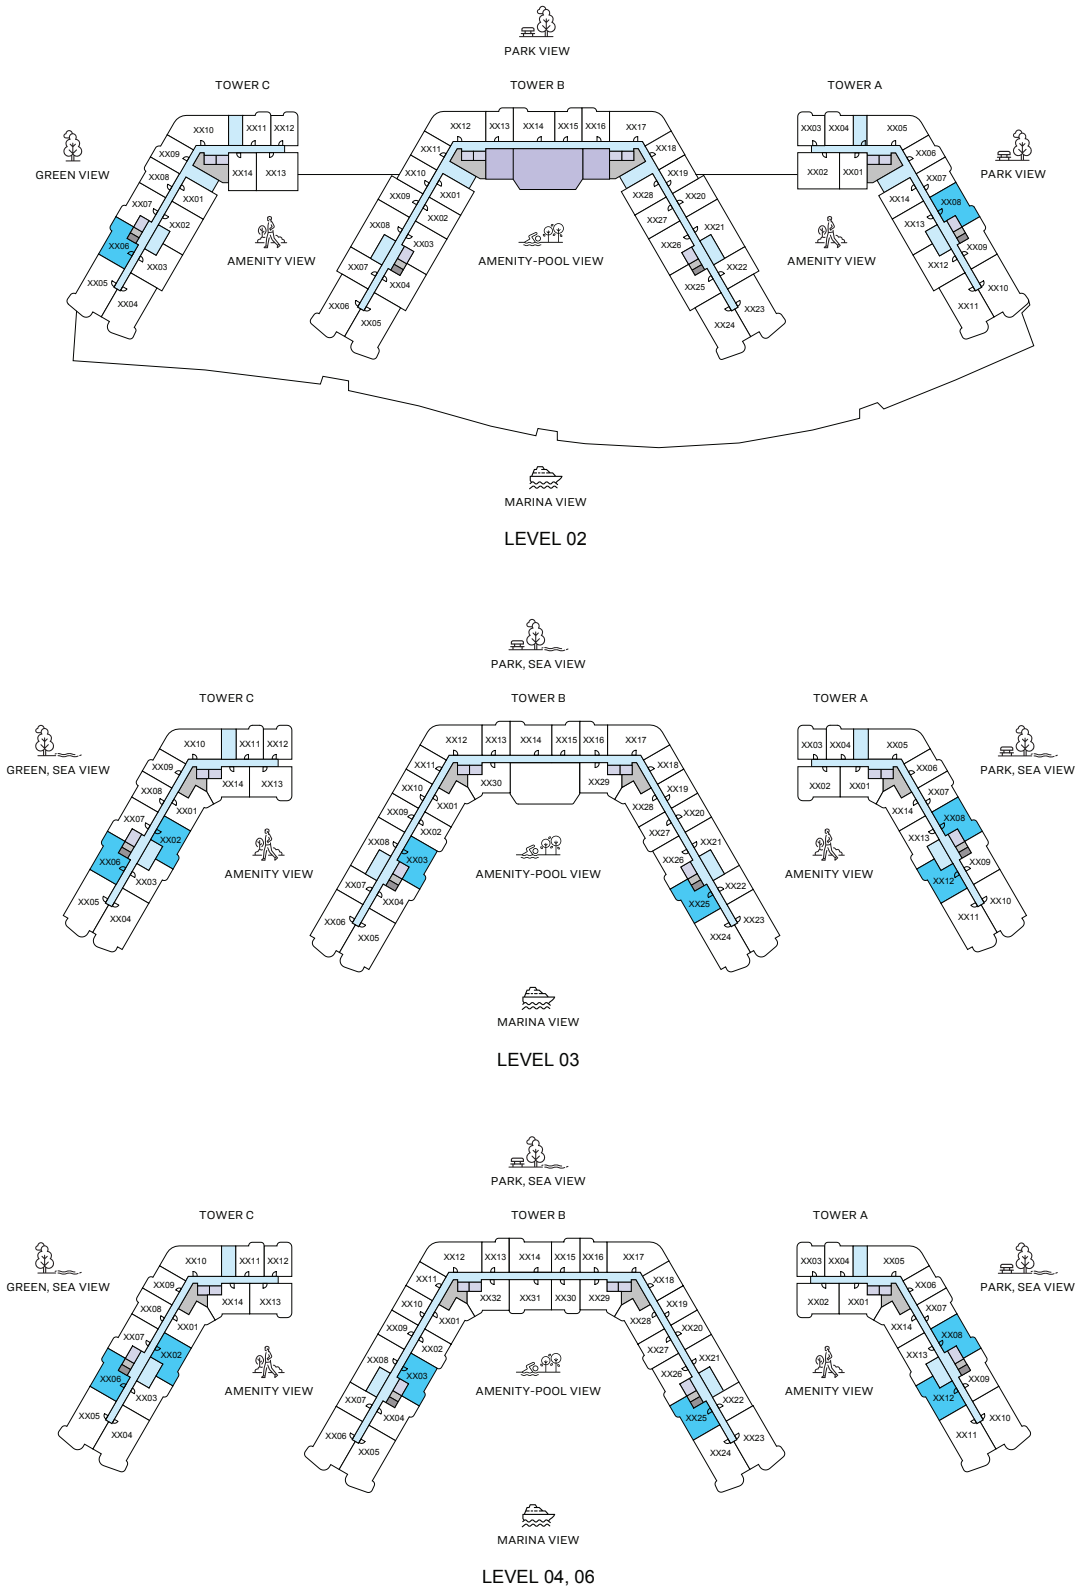 PARK VIEW
TOWER C
TOWER B
TOWER A
XX10
XX11
XX12
XX09
XX08
XX07
XX06
XX05
XX04
XX03
XX02
XX01
XX14
XX13
XX12
XX13
XX14
XX15
XX16
XX17
XX11
XX10
XX09
XX08
XX07
XX06
XX05
XX04
XX03
XX02
XX01
XX18
XX19
XX20
XX21
XX22
XX23
XX24
XX25
XX26
XX27
XX28
XX03
XX04
XX05
XX02
XX01
XX06
XX07
XX08
XX09
XX10
XX11
XX12
XX13
XX14
GREEN VIEW
PARK VIEW
AMENITY VIEW
AMENITY-POOL VIEW
AMENITY VIEW
MARINA VIEW
LEVEL 02
PARK, SEA VIEW
TOWER C
TOWER B
TOWER A
XX10
XX11
XX12
XX09
XX08
XX07
XX06
XX05
XX04
XX03
XX02
XX01
XX14
XX13
XX12
XX13
XX14
XX15
XX16
XX17
XX11
XX10
XX09
XX08
XX07
XX06
XX05
XX04
XX03
XX02
XX01
XX30
XX29
XX18
XX19
XX20
XX21
XX22
XX23
XX24
XX25
XX26
XX27
XX28
XX03
XX04
XX05
XX02
XX01
XX06
XX07
XX08
XX09
XX10
XX11
XX12
XX13
XX14
GREEN, SEA VIEW
PARK, SEA VIEW
AMENITY VIEW
AMENITY-POOL VIEW
AMENITY VIEW
MARINA VIEW
LEVEL 03
PARK, SEA VIEW
TOWER C
TOWER B
TOWER A
XX10
XX11
XX12
XX09
XX08
XX07
XX06
XX05
XX04
XX03
XX02
XX01
XX14
XX13
XX12
XX13
XX14
XX15
XX16
XX17
XX11
XX10
XX09
XX08
XX07
XX06
XX05
XX04
XX03
XX02
XX01
XX32
XX31
XX30
XX29
XX18
XX19
XX20
XX21
XX22
XX23
XX24
XX25
XX26
XX27
XX28
XX03
XX04
XX05
XX02
XX01
XX06
XX07
XX08
XX09
XX10
XX11
XX12
XX13
XX14
GREEN, SEA VIEW
PARK, SEA VIEW
AMENITY VIEW
AMENITY-POOL VIEW
AMENITY VIEW
MARINA VIEW
LEVEL 04, 06